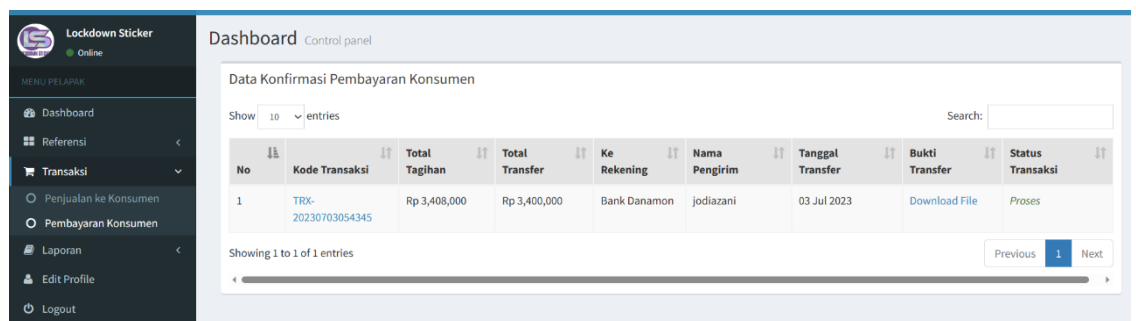 Lockdown Sticker
Online
MENU PELAPAK
Dashboard
Referensi
Transaksi
Penjualan ke Konsumen
Pembayaran Konsumen
Laporan
Edit Profile
Logout
Dashboard Control panel
Data Konfirmasi Pembayaran Konsumen
Show 10 entries Search:
No Kode Transaksi Total Tagihan Total Transfer Ke Rekening Nama Pengirim Tanggal Transfer Bukti Transfer Status Transaksi
1 TRX-20230703054345 Rp 3,408,000 Rp 3,400,000 Bank Danamon jodiazani 03 Jul 2023 Download File Proses
Showing 1 to 1 of 1 entries Previous 1 Next